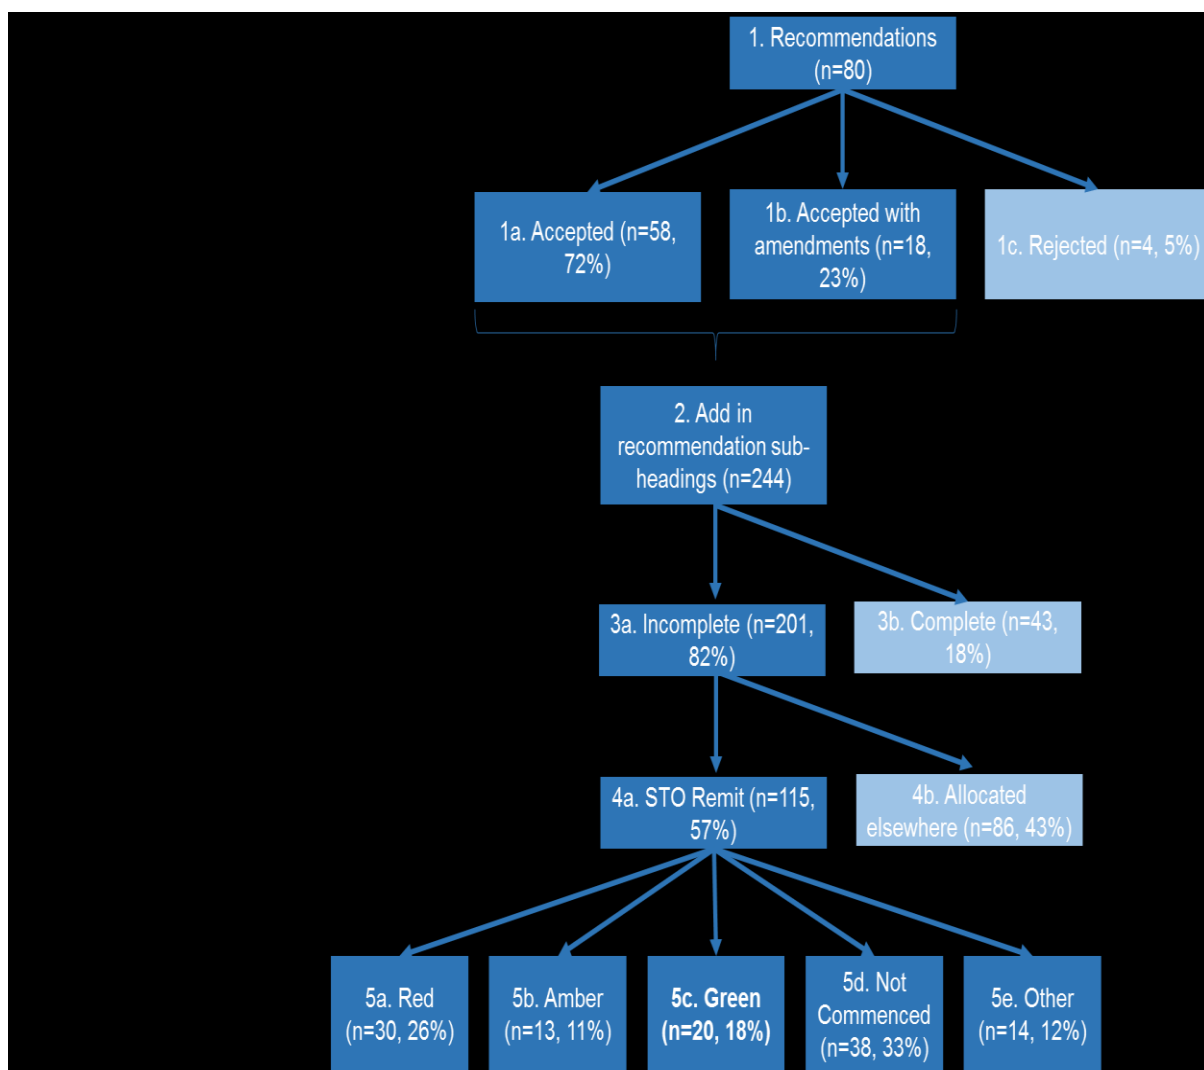 1. Recommendations
(n=80)
1a. Accepted (n=58,
72%)
1b. Accepted with
amendments (n=18,
23%)
1c. Rejected (n=4, 5%)
2. Add in
recommendation sub-
headings (n=244)
3a. Incomplete (n=201,
82%)
3b. Complete (n=43,
18%)
4a. STO Remit (n=115,
57%)
4b. Allocated
elsewhere (n=86, 43%)
5a. Red
(n=30, 26%)
5b. Amber
(n=13, 11%)
5c. Green
(n=20, 18%)
5d. Not
Commenced
(n=38, 33%)
5e. Other
(n=14, 12%)